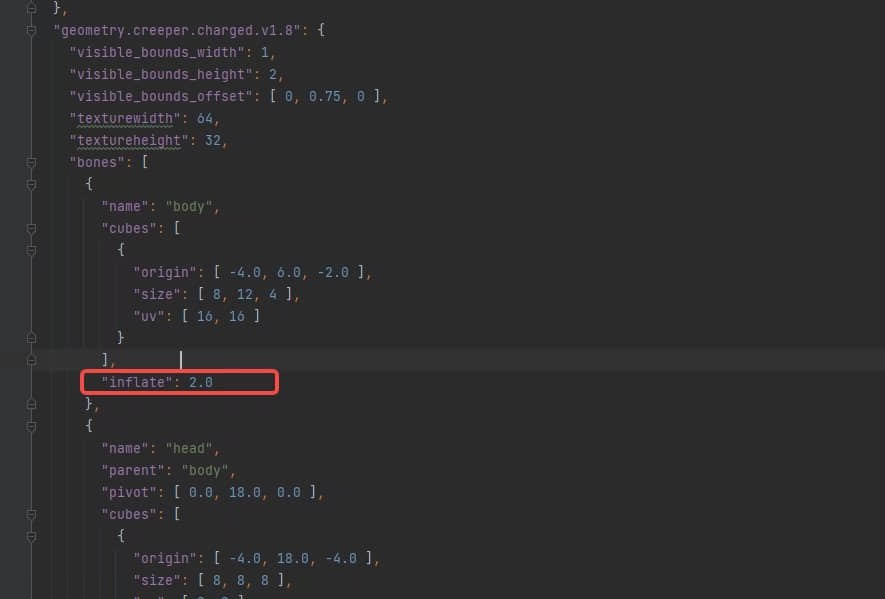 },
"geometry.creeper.charged.v1.8": {
"visible_bounds_width": 1,
"visible_bounds_height": 2,
"visible_bounds_offset": [ 0, 0.75, 0 ],
"texturewidth": 64,
"textureheight": 32,
"bones": [
{
"name": "body",
"cubes": [
{
"origin": [ -4.0, 6.0, -2.0 ],
"size": [ 8, 12, 4 ],
"uv": [ 16, 16 ]
}
],
"inflate": 2.0
},
{
"name": "head",
"parent": "body",
"pivot": [ 0.0, 18.0, 0.0 ],
"cubes": [
{
"origin": [ -4.0, 18.0, -4.0 ],
"size": [ 8, 8, 8 ],